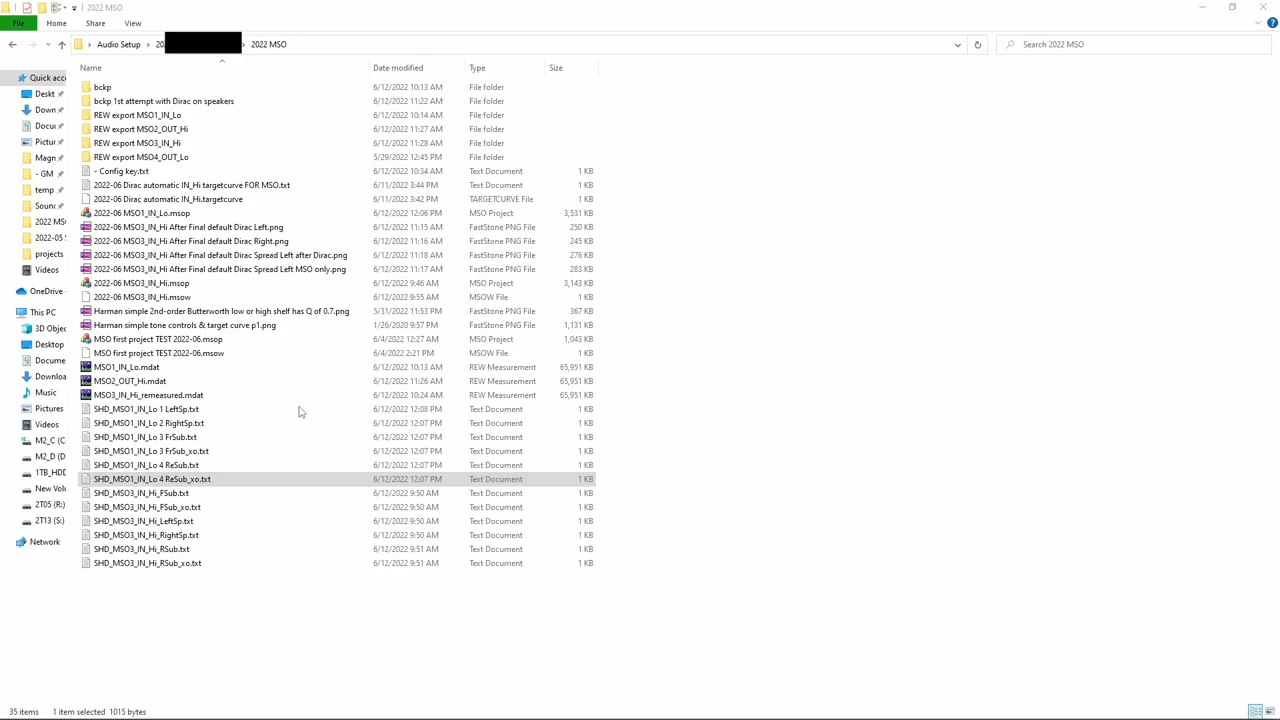 2022 MSO
File Home Share View
Audio Setup 20 2022 MSO Search 2022 MSO
Name Date modified Type Size
Quick acc
Deskt
Down
Docui
Pictur
Magn
- GM
temp
Soun
2022 MS
2022-05
projects
Videos
OneDrive
This PC
3D Objec
Desktop
Docume
Downloa
Music
Pictures
Videos
M2_C (C
M2_D (D
1TB_HDD
New Volu
2T05 (R:)
2T13 (S:)
Network
bckp 6/12/2022 10:13 AM File folder
bckp 1st attempt with Dirac on speakers 6/12/2022 11:22 AM File folder
REW export MSO1_IN_Lo 6/12/2022 10:14 AM File folder
REW export MSO2_OUT_Hi 6/12/2022 11:27 AM File folder
REW export MSO3_IN_Hi 6/12/2022 11:28 AM File folder
REW export MSO4_OUT_Lo 5/29/2022 12:45 PM File folder
- Config key.txt 6/12/2022 10:34 AM Text Document 1 KB
2022-06 Dirac automatic IN_Hi targetcurve FOR MSO.txt 6/11/2022 3:44 PM Text Document 1 KB
2022-06 Dirac automatic IN_Hi.targetcurve 6/11/2022 3:42 PM TARGETCURVE File 1 KB
2022-06 MSO1_IN_Lo.msop 6/12/2022 12:06 PM MSO Project 3,531 KB
2022-06 MSO3_IN_Hi After Final default Dirac Left.png 6/12/2022 11:15 AM FastStone PNG File 250 KB
2022-06 MSO3_IN_Hi After Final default Dirac Right.png 6/12/2022 11:16 AM FastStone PNG File 245 KB
2022-06 MSO3_IN_Hi After Final default Dirac Spread Left after Dirac.png 6/12/2022 11:18 AM FastStone PNG File 276 KB
2022-06 MSO3_IN_Hi After Final default Dirac Spread Left MSO only.png 6/12/2022 11:17 AM FastStone PNG File 283 KB
2022-06 MSO3_IN_Hi.msop 6/12/2022 9:46 AM MSO Project 3,143 KB
2022-06 MSO3_IN_Hi.msow 6/12/2022 9:55 AM MSOW File 1 KB
Harman simple 2nd-order Butterworth low or high shelf has Q of 0.7.png 5/31/2022 11:53 PM FastStone PNG File 367 KB
Harman simple tone controls & target curve p1.png 1/26/2020 9:57 PM FastStone PNG File 1,131 KB
MSO first project TEST 2022-06.msop 6/4/2022 12:27 AM MSO Project 1,043 KB
MSO first project TEST 2022-06.msow 6/4/2022 2:21 PM MSOW File 1 KB
MSO1_IN_Lo.mdat 6/12/2022 10:13 AM REW Measurement 65,951 KB
MSO2_OUT_Hi.mdat 6/12/2022 11:26 AM REW Measurement 65,951 KB
MSO3_IN_Hi_remeasured.mdat 6/12/2022 10:24 AM REW Measurement 65,951 KB
SHD_MSO1_IN_Lo 1 LeftSp.txt 6/12/2022 12:08 PM Text Document 1 KB
SHD_MSO1_IN_Lo 2 RightSp.txt 6/12/2022 12:07 PM Text Document 1 KB
SHD_MSO1_IN_Lo 3 FrSub.txt 6/12/2022 12:07 PM Text Document 1 KB
SHD_MSO1_IN_Lo 3 FrSub_xo.txt 6/12/2022 12:07 PM Text Document 1 KB
SHD_MSO1_IN_Lo 4 ReSub.txt 6/12/2022 12:07 PM Text Document 1 KB
SHD_MSO1_IN_Lo 4 ReSub_xo.txt 6/12/2022 12:07 PM Text Document 1 KB
SHD_MSO3_IN_Hi_FSub.txt 6/12/2022 9:50 AM Text Document 1 KB
SHD_MSO3_IN_Hi_FSub_xo.txt 6/12/2022 9:50 AM Text Document 1 KB
SHD_MSO3_IN_Hi_LeftSp.txt 6/12/2022 9:50 AM Text Document 1 KB
SHD_MSO3_IN_Hi_RightSp.txt 6/12/2022 9:50 AM Text Document 1 KB
SHD_MSO3_IN_Hi_RSub.txt 6/12/2022 9:51 AM Text Document 1 KB
SHD_MSO3_IN_Hi_RSub_xo.txt 6/12/2022 9:51 AM Text Document 1 KB
35 items 1 item selected 1015 bytes